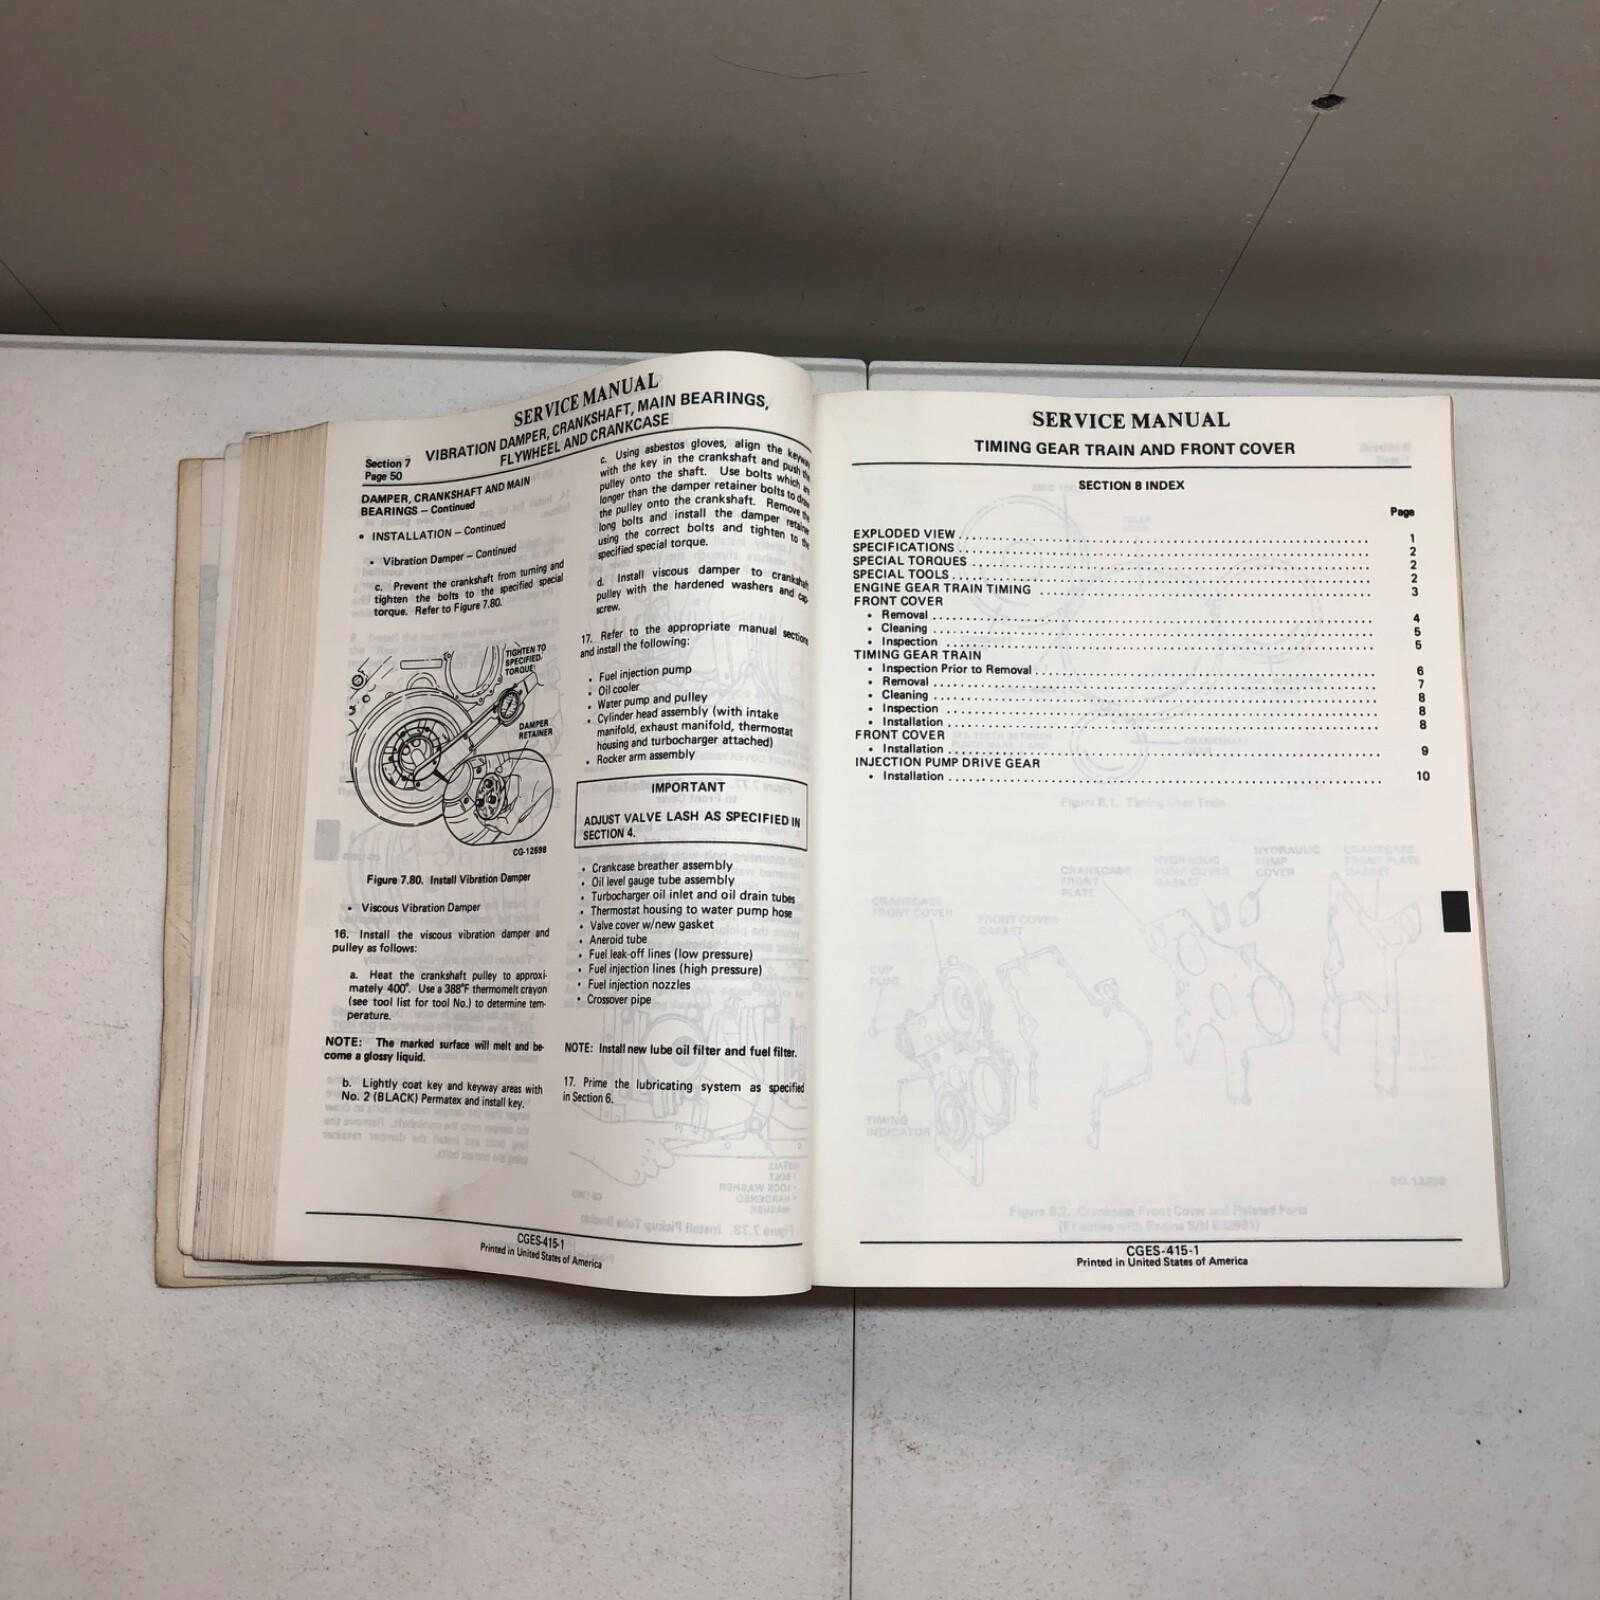 SERVICE MANUAL
VIBRATION DAMPER, CRANKSHAFT, MAIN BEARINGS,
FLYWHEEL AND CRANKCASE
Section 7
Page 50
DAMPER, CRANKSHAFT AND MAIN
BEARINGS – Continued
• INSTALLATION – Continued
• Vibration Damper – Continued
c. Prevent the crankshaft from turning and
tighten the bolts to the specified special
torque. Refer to Figure 7.80.
TIGHTEN TO
SPECIFIED
TORQUE
DAMPER
RETAINER
CG-12598
Figure 7.80. Install Vibration Damper
• Viscous Vibration Damper
16. Install the viscous vibration damper and
pulley as follows:
a. Heat the crankshaft pulley to approxi-
mately 400°. Use a 388°F thermomelt crayon
(see tool list for tool No.) to determine tem-
perature.
NOTE: The marked surface will melt and be-
come a glossy liquid.
b. Lightly coat key and keyway areas with
No. 2 (BLACK) Permatex and install key.
c. Using asbestos gloves, align the keyway
with the key in the crankshaft and push the
pulley onto the shaft. Use bolts which are
longer than the damper retainer bolts to draw
the pulley onto the crankshaft. Remove the
long bolts and install the damper retainer
using the correct bolts and tighten to the
specified special torque.
d. Install viscous damper to crankshaft
pulley with the hardened washers and cap
screw.
17. Refer to the appropriate manual sections
and install the following:
• Fuel injection pump
• Oil cooler
• Water pump and pulley
• Cylinder head assembly (with intake
manifold, exhaust manifold, thermostat
housing and turbocharger attached)
• Rocker arm assembly
IMPORTANT
ADJUST VALVE LASH AS SPECIFIED IN
SECTION 4.
• Crankcase breather assembly
• Oil level gauge tube assembly
• Turbocharger oil inlet and oil drain tubes
• Thermostat housing to water pump hose
• Valve cover w/new gasket
• Aneroid tube
• Fuel leak-off lines (low pressure)
• Fuel injection lines (high pressure)
• Fuel injection nozzles
• Crossover pipe
NOTE: Install new lube oil filter and fuel filter.
17. Prime the lubricating system as specified
in Section 6.
CGES-415-1
Printed in United States of America
SERVICE MANUAL
TIMING GEAR TRAIN AND FRONT COVER
SECTION 8 INDEX
Page
EXPLODED VIEW 1
SPECIFICATIONS 2
SPECIAL TORQUES 2
SPECIAL TOOLS 2
ENGINE GEAR TRAIN TIMING 3
FRONT COVER
• Removal 4
• Cleaning 5
• Inspection 5
TIMING GEAR TRAIN
• Inspection Prior to Removal 6
• Removal 7
• Cleaning 8
• Inspection 8
• Installation 8
FRONT COVER
• Installation 9
INJECTION PUMP DRIVE GEAR
• Installation 10
CGES-415-1
Printed in United States of America